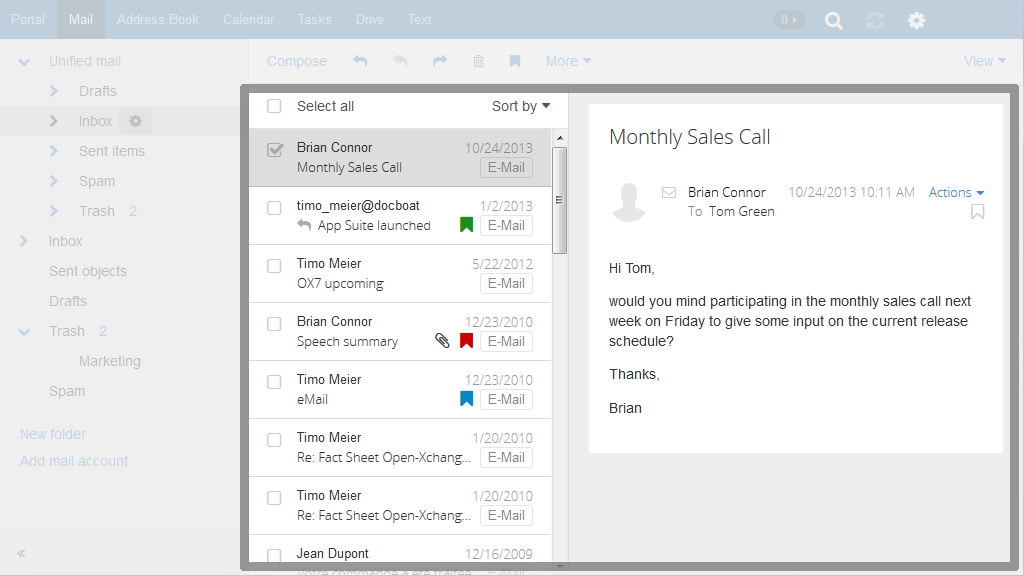 Portal Mail Address Book Calendar Tasks Drive Text 0
Compose More View
Unified mail
Drafts
Inbox
Sent items
Spam
Trash 2
Inbox
Sent objects
Drafts
Trash 2
Marketing
Spam
New folder
Add mail account
Select all Sort by
Brian Connor 10/24/2013
Monthly Sales Call E-Mail
timo_meier@docboat 1/2/2013
App Suite launched E-Mail
Timo Meier 5/22/2012
OX7 upcoming E-Mail
Brian Connor 12/23/2010
Speech summary E-Mail
Timo Meier 12/23/2010
eMail E-Mail
Timo Meier 1/20/2010
Re: Fact Sheet Open-Xchang... E-Mail
Timo Meier 1/20/2010
Re: Fact Sheet Open-Xchang... E-Mail
Jean Dupont 12/16/2009
Votre commande a été traitée E-Mail
Monthly Sales Call
Brian Connor 10/24/2013 10:11 AM Actions
To Tom Green
Hi Tom,
would you mind participating in the monthly sales call next
week on Friday to give some input on the current release
schedule?
Thanks,
Brian